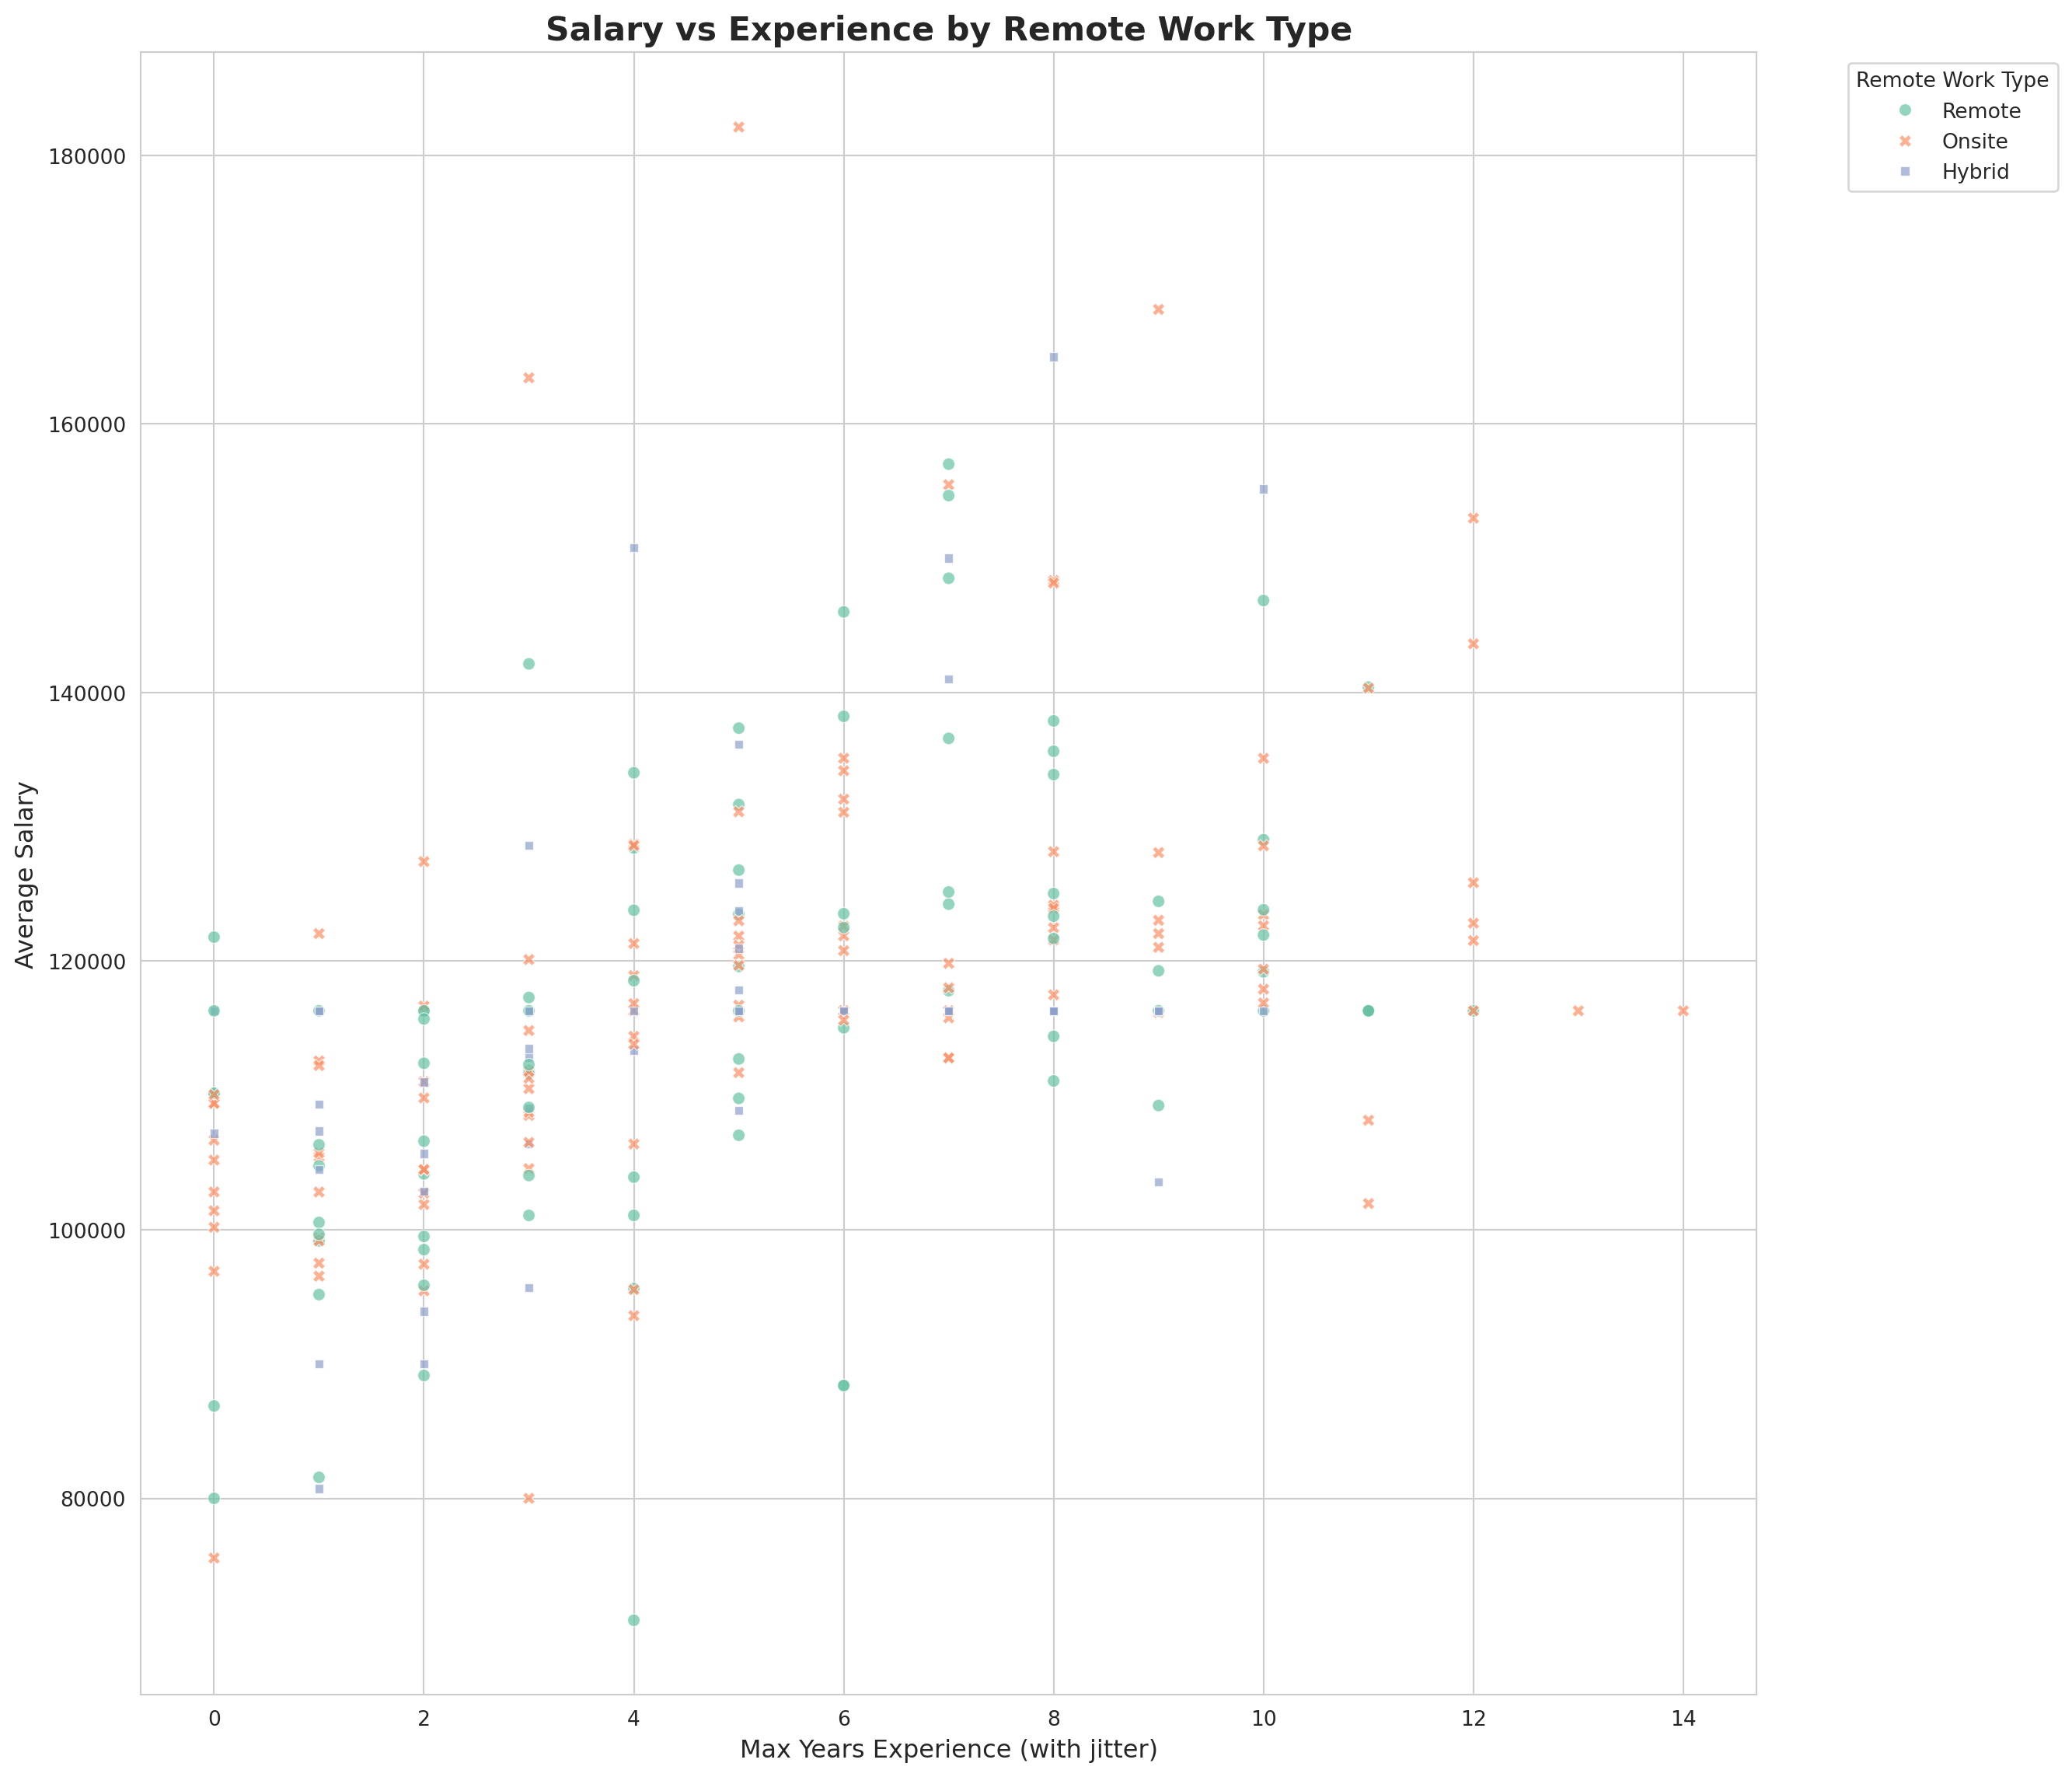 Salary vs Experience by Remote Work Type
Remote Work Type
Remote
Onsite
Hybrid
180000
160000
140000
120000
100000
80000
Average Salary
0 2 4 6 8 10 12 14
Max Years Experience (with jitter)